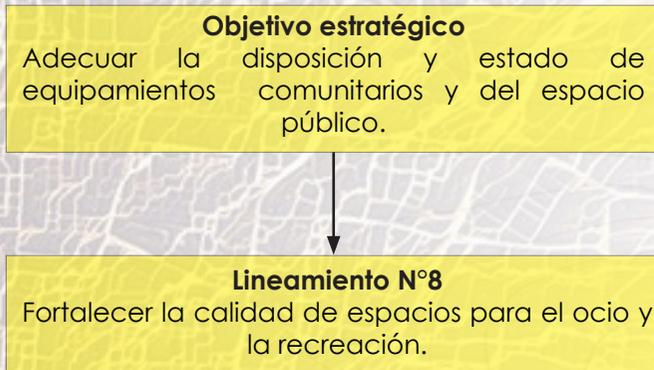 Objetivo estratégico
Adecuar la disposición y estado de
equipamientos comunitarios y del espacio
público.
Lineamiento N°8
Fortalecer la calidad de espacios para el ocio y
la recreación.